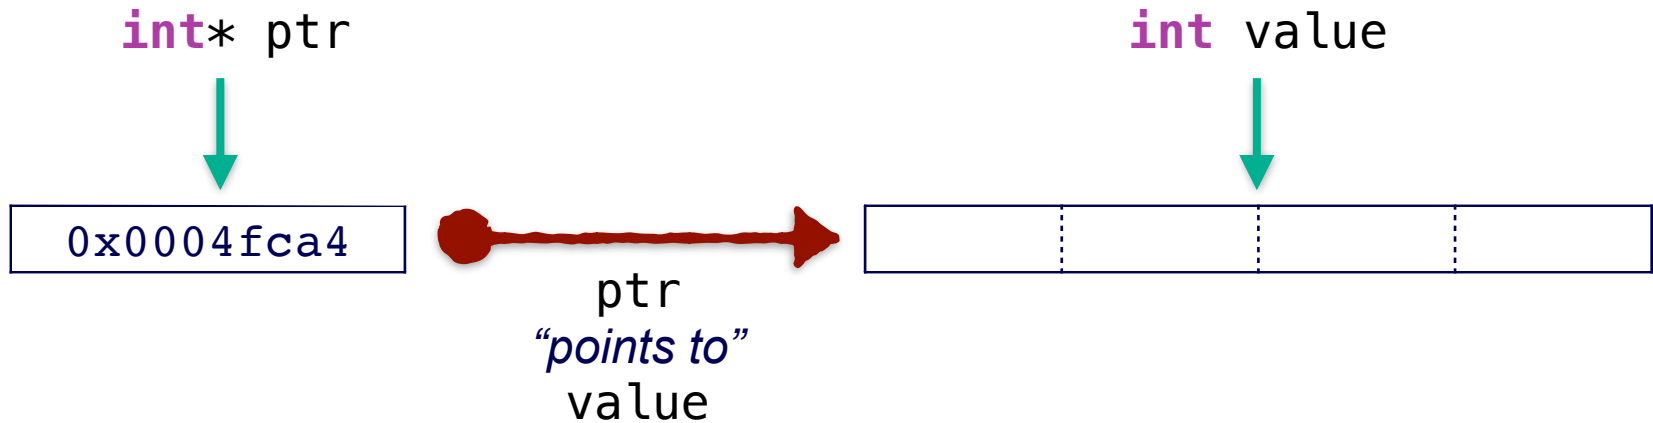 int* ptr
int value
0x0004fca4
ptr
“points to”
value